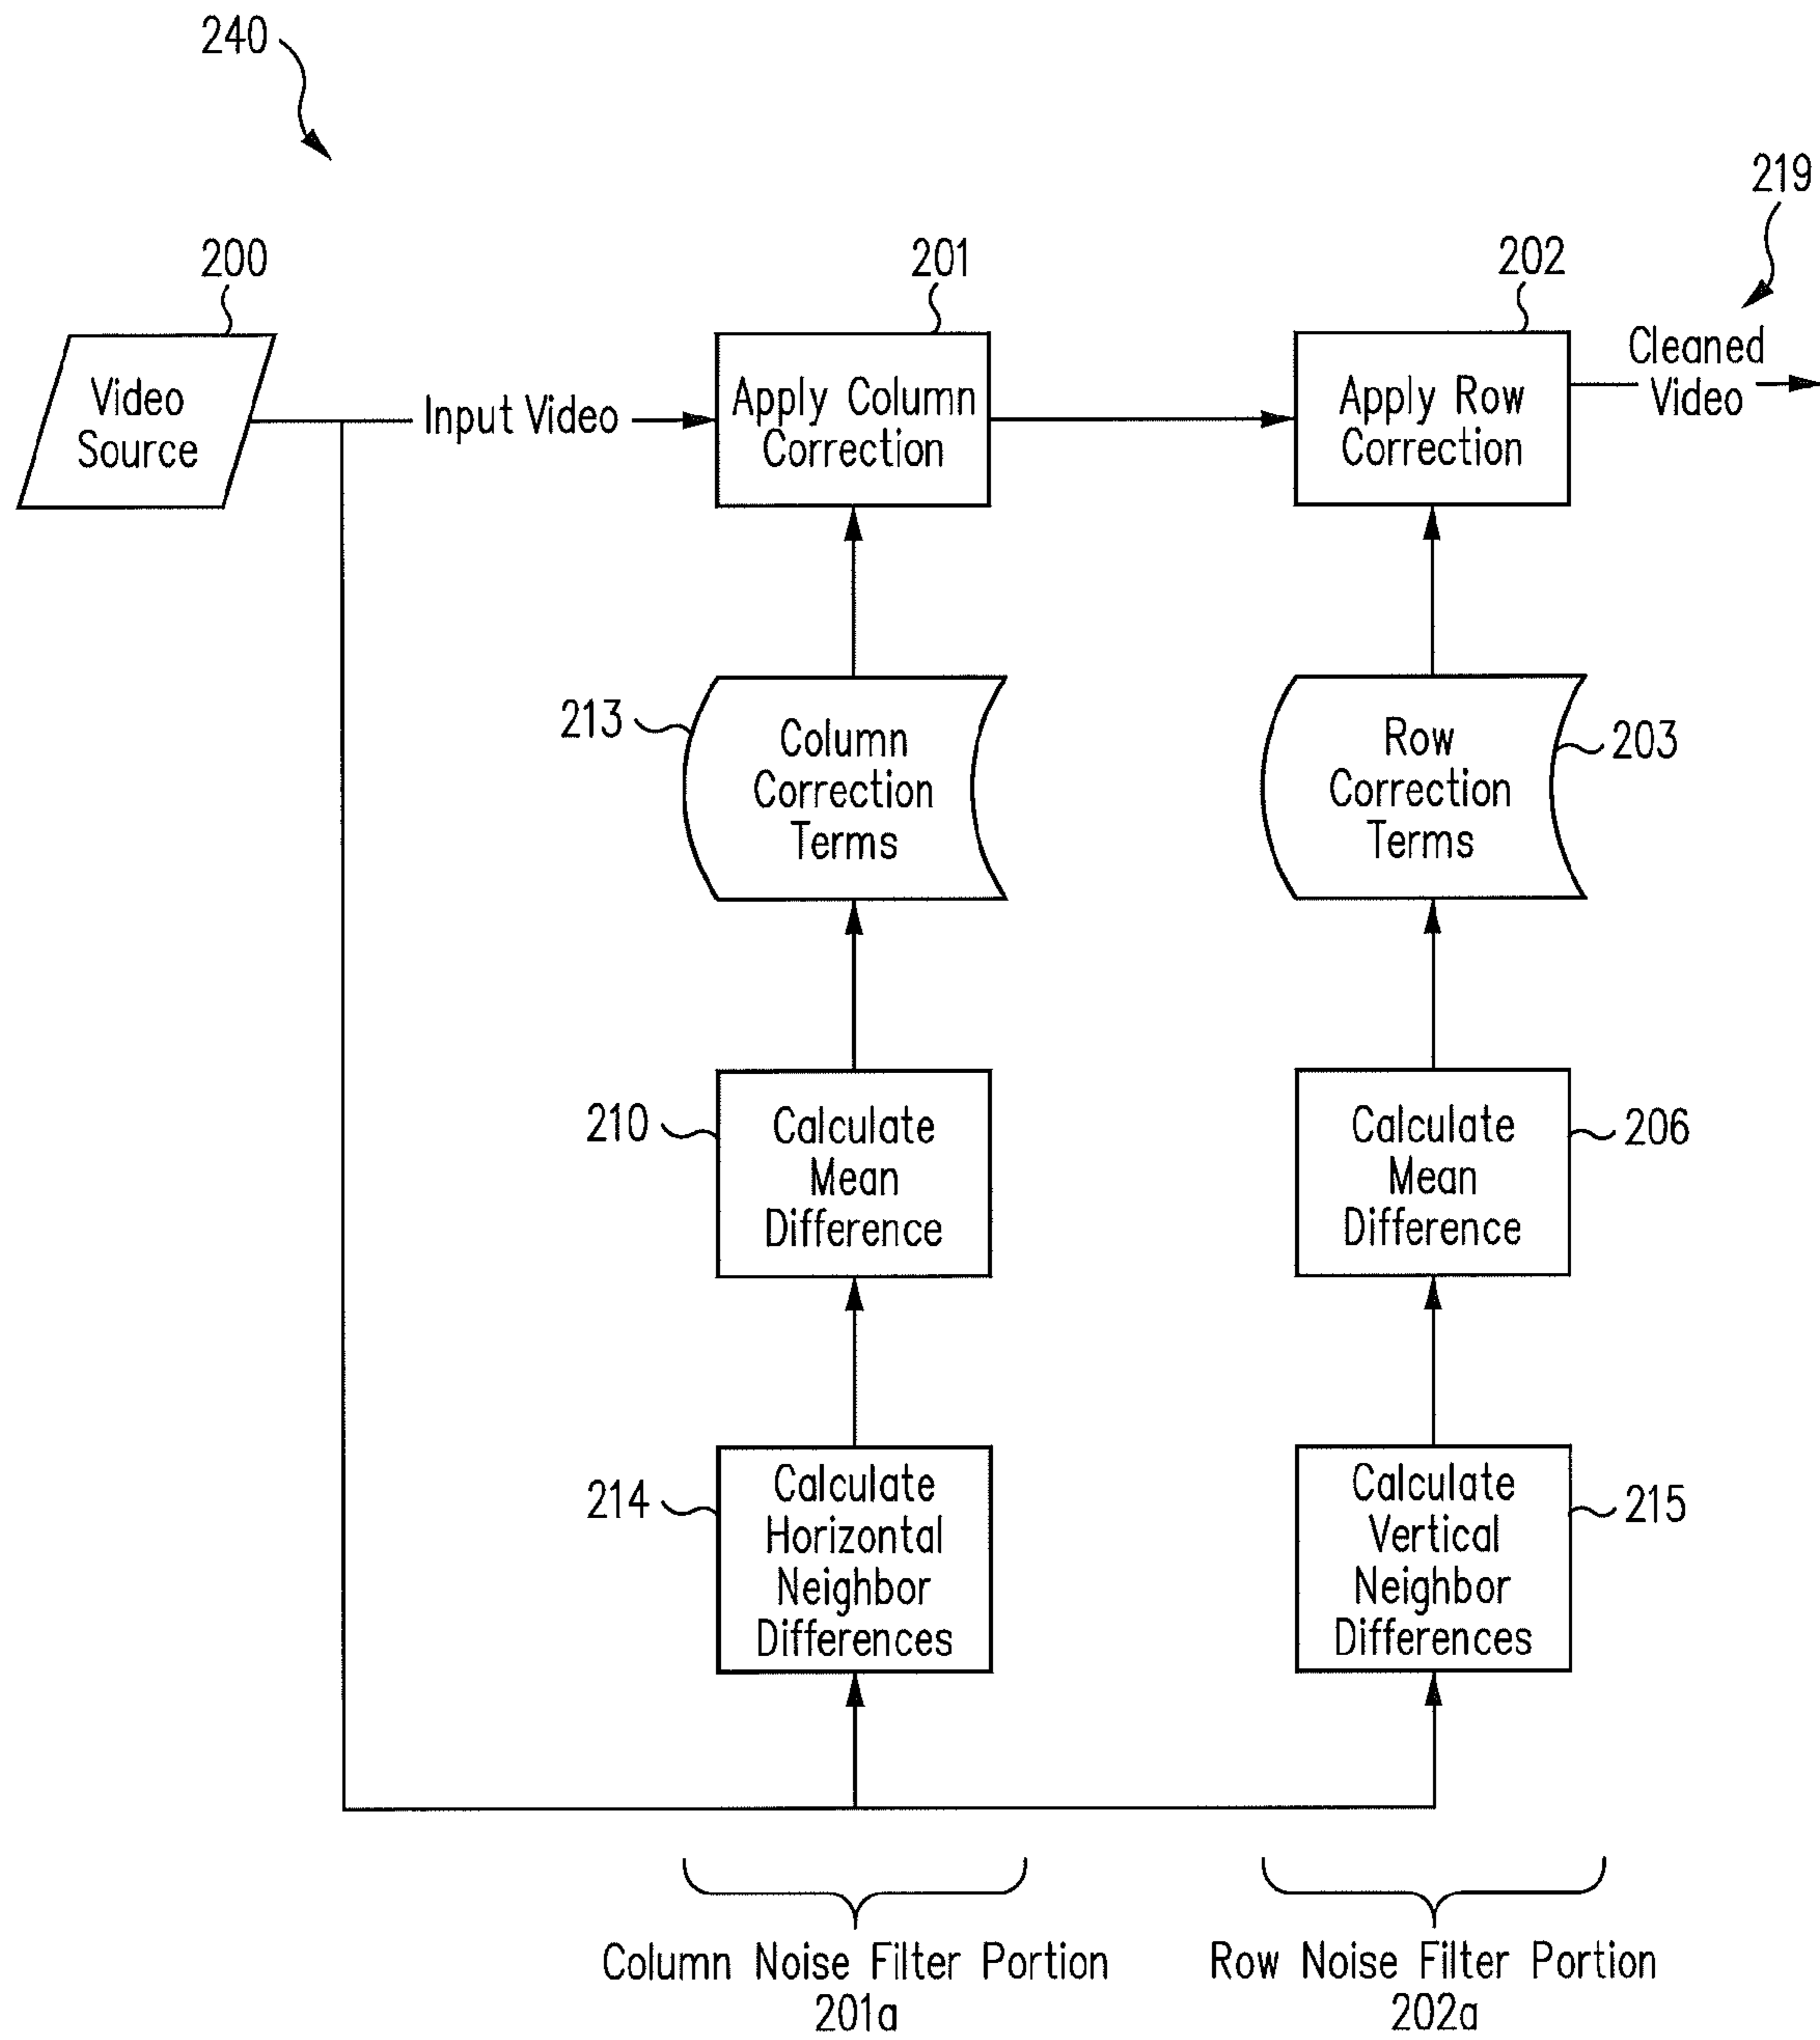 240
219
200
201
202
Video
Source
Input Video
Apply Column
Correction
Apply Row
Correction
Cleaned
Video
213
Column
Correction
Terms
Row
Correction
Terms
203
210
Calculate
Mean
Difference
Calculate
Mean
Difference
206
214
Calculate
Horizontal
Neighbor
Differences
Calculate
Vertical
Neighbor
Differences
215
Column Noise Filter Portion
201a
Row Noise Filter Portion
202a